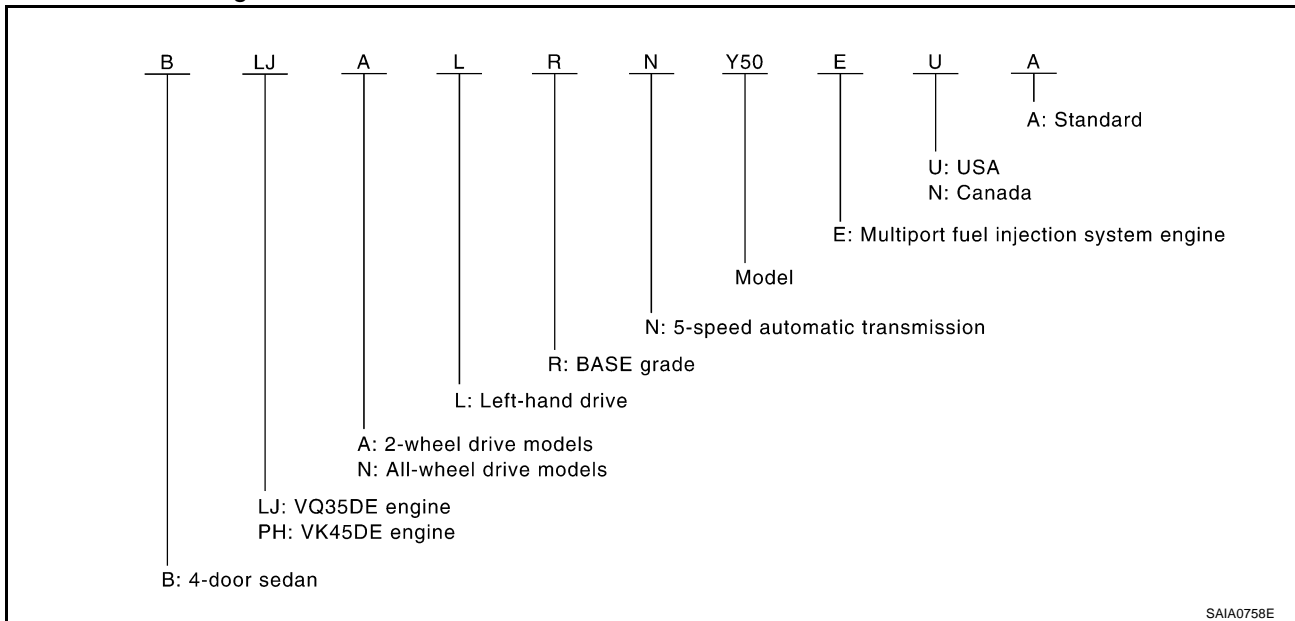 B LJ A L R N Y50 E U A
A: Standard
U: USA
N: Canada
E: Multiport fuel injection system engine
Model
N: 5-speed automatic transmission
R: BASE grade
L: Left-hand drive
A: 2-wheel drive models
N: All-wheel drive models
LJ: VQ35DE engine
PH: VK45DE engine
B: 4-door sedan
SAIA0758E